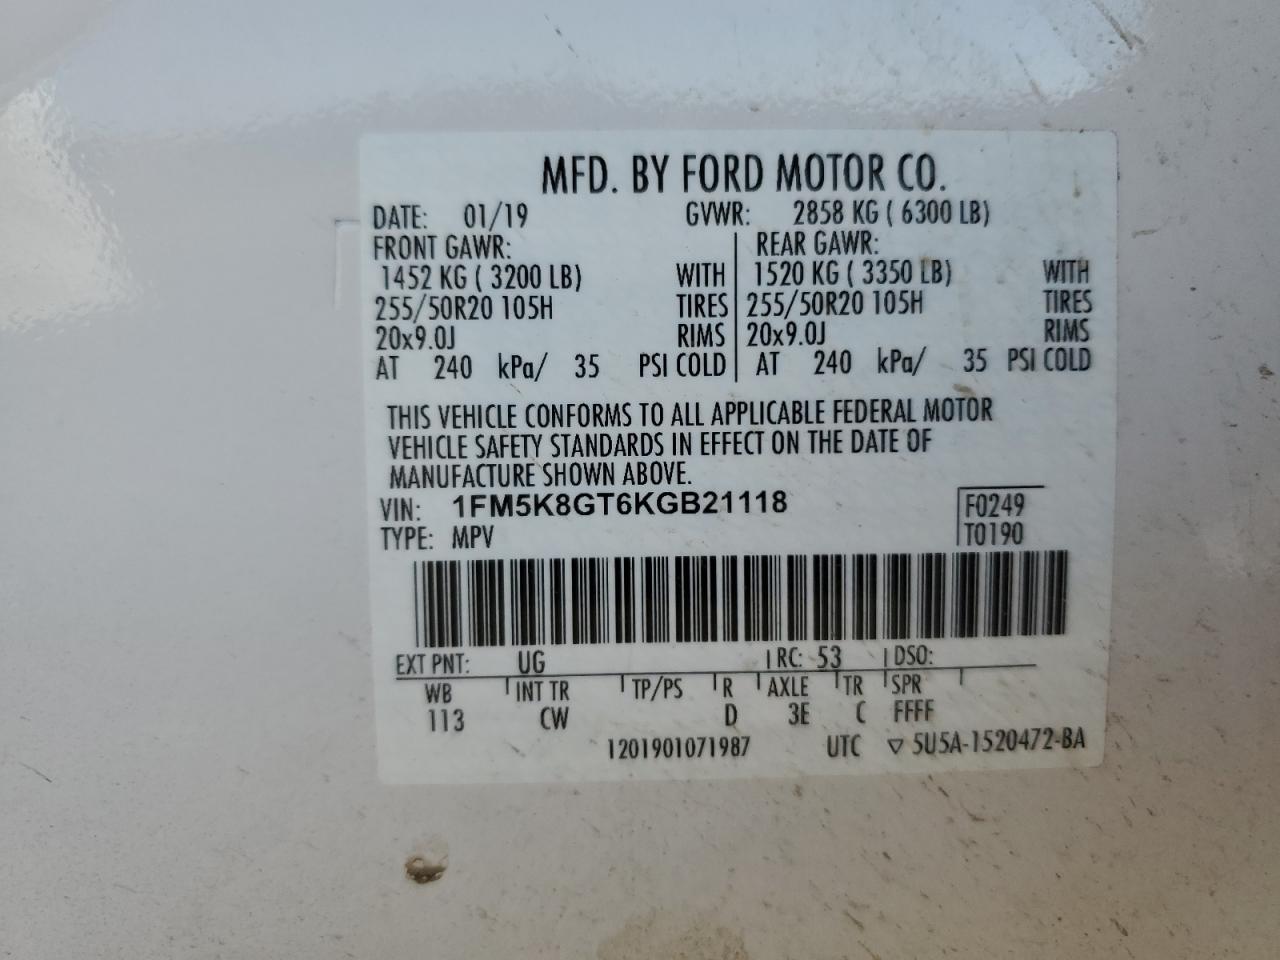 MFD. BY FORD MOTOR CO.
DATE: 01/19 GVWR: 2858 KG ( 6300 LB)
FRONT GAWR: REAR GAWR:
1452 KG ( 3200 LB) WITH 1520 KG ( 3350 LB) WITH
255/50R20 105H TIRES 255/50R20 105H TIRES
20x9.0J RIMS 20x9.0J RIMS
AT 240 kPa/ 35 PSI COLD AT 240 kPa/ 35 PSI COLD
THIS VEHICLE CONFORMS TO ALL APPLICABLE FEDERAL MOTOR
VEHICLE SAFETY STANDARDS IN EFFECT ON THE DATE OF
MANUFACTURE SHOWN ABOVE.
VIN: 1FM5K8GT6KGB21118 F0249
TYPE: MPV T0190
EXT PNT: UG RC: 53 DSO:
WB INT TR TP/PS R AXLE TR SPR
113 CW D 3E C FFFF
1201901071987 UTC ▽ 5U5A-1520472-BA